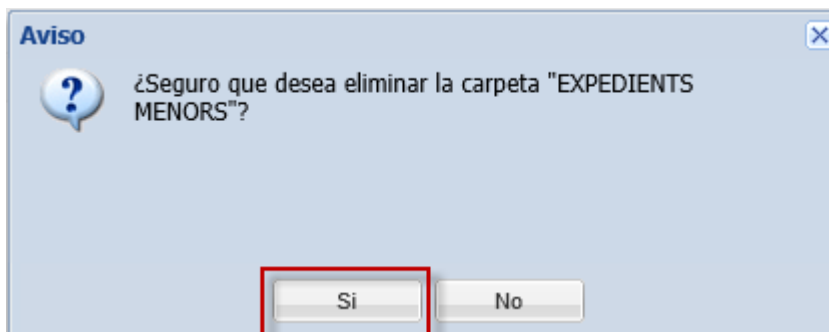 Aviso
¿Seguro que desea eliminar la carpeta "EXPEDIENTS
MENORS"?
Si
No